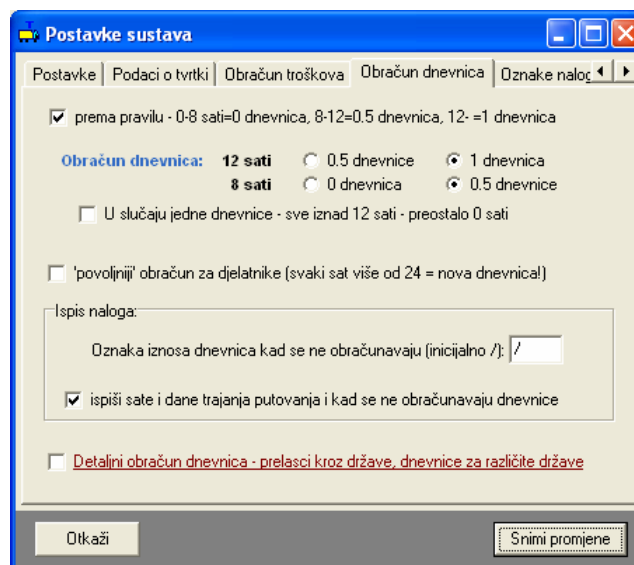 Postavke sustava
Postavke Podaci o tvrtki Obračun troškova Obračun dnevnica Oznake nalog
prema pravilu - 0-8 sati=0 dnevnica, 8-12=0.5 dnevnica, 12- =1 dnevnica
Obračun dnevnica: 12 sati 0.5 dnevnice 1 dnevnica
8 sati 0 dnevnica 0.5 dnevnice
U slučaju jedne dnevnice - sve iznad 12 sati - preostalo 0 sati
'povoljniji' obračun za djelatnike (svaki sat više od 24 = nova dnevnica!)
Ispis naloga:
Oznaka iznosa dnevnica kad se ne obračunavaju (inicijalno /): /
ispiši sate i dane trajanja putovanja i kad se ne obračunavaju dnevnice
Detaljni obračun dnevnica - prelasci kroz države, dnevnice za različite države
Otkaži Snimi promjene